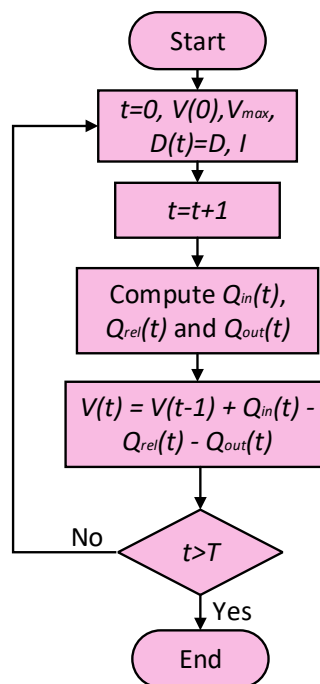 Start
t=0, V(0),Vmax,
D(t)=D, I
t=t+1
Compute Qin(t),
Qrel(t) and Qout(t)
V(t) = V(t-1) + Qin(t) -
Qrel(t) - Qout(t)
t>T
No
Yes
End